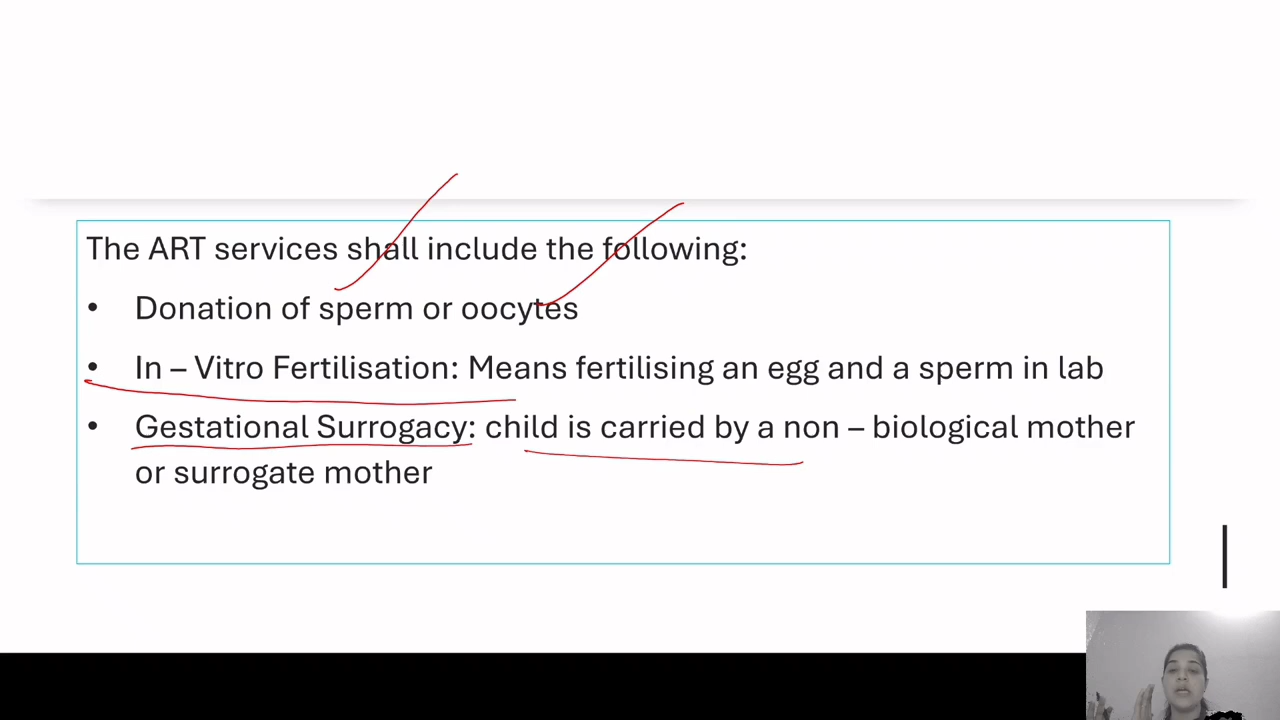 The ART services shall include the following:
• Donation of sperm or oocytes
• In – Vitro Fertilisation: Means fertilising an egg and a sperm in lab
• Gestational Surrogacy: child is carried by a non – biological mother
or surrogate mother